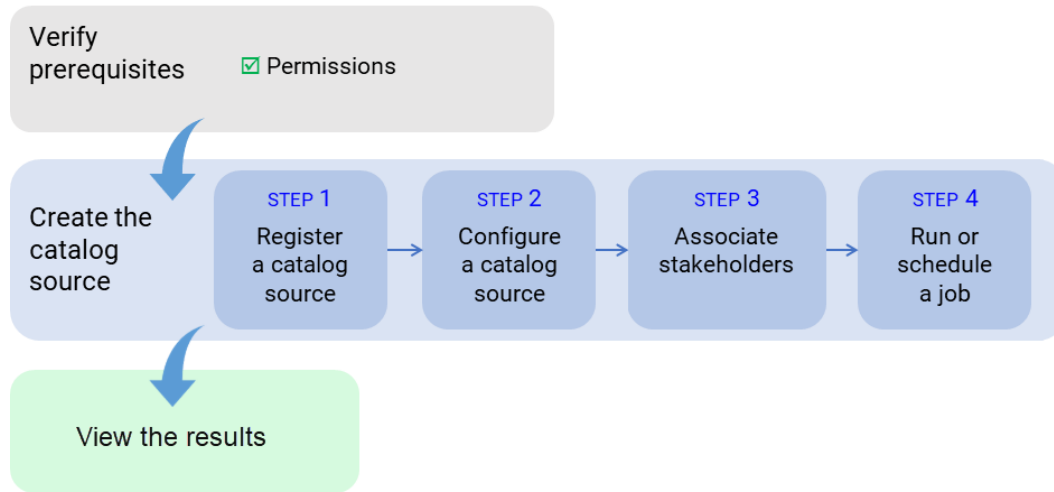 Verify
prerequisites
☑ Permissions
Create the
catalog
source
STEP 1
Register
a catalog
source
STEP 2
Configure
a catalog
source
STEP 3
Associate
stakeholders
STEP 4
Run or
schedule
a job
View the results